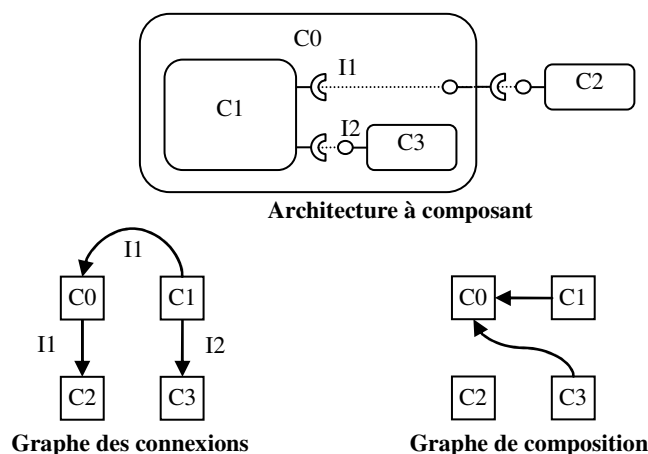 C0
I1
C2
C1
I2
C3
Architecture à composant
I1
C0
C1
C0
C1
I1
I2
C2
C3
C2
C3
Graphe des connexions
Graphe de composition